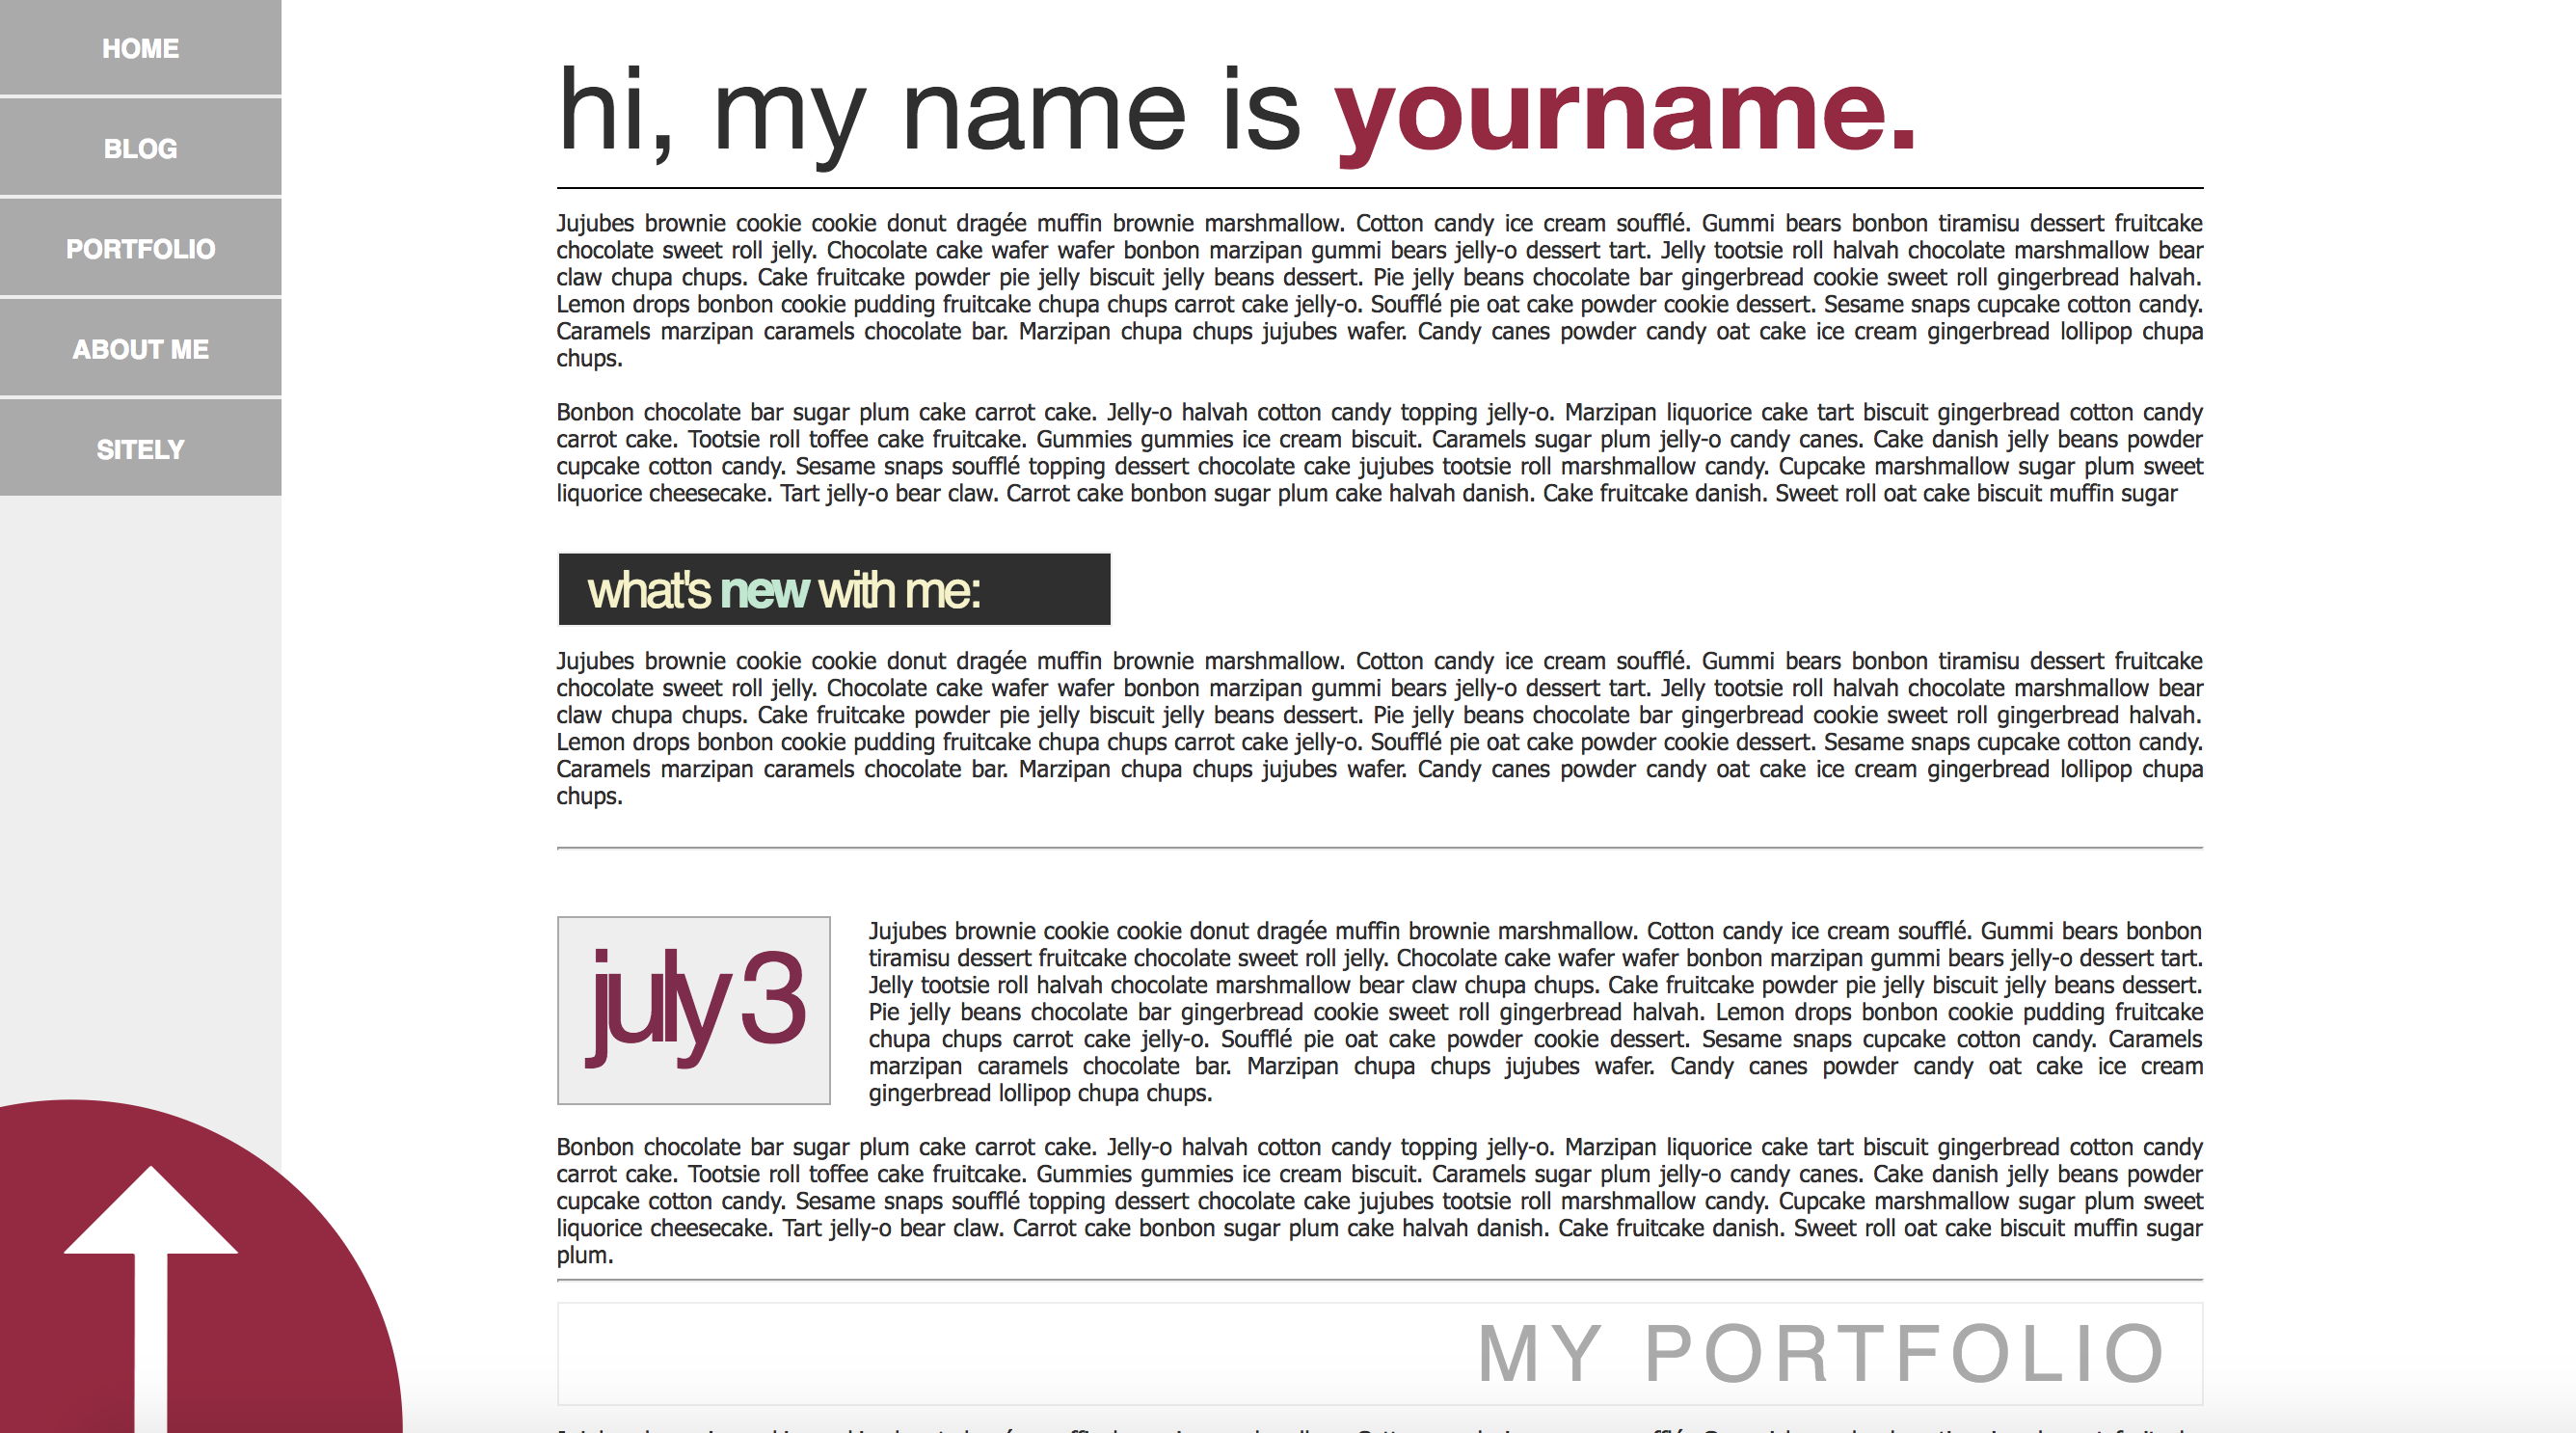 HOME
BLOG
PORTFOLIO
ABOUT ME
SITELY
hi, my name is yourname.
Jujubes brownie cookie cookie donut dragée muffin brownie marshmallow. Cotton candy ice cream soufflé. Gummi bears bonbon tiramisu dessert fruitcake
chocolate sweet roll jelly. Chocolate cake wafer wafer bonbon marzipan gummi bears jelly-o dessert tart. Jelly tootsie roll halvah chocolate marshmallow bear
claw chupa chups. Cake fruitcake powder pie jelly biscuit jelly beans dessert. Pie jelly beans chocolate bar gingerbread cookie sweet roll gingerbread halvah.
Lemon drops bonbon cookie pudding fruitcake chupa chups carrot cake jelly-o. Soufflé pie oat cake powder cookie dessert. Sesame snaps cupcake cotton candy.
Caramels marzipan caramels chocolate bar. Marzipan chupa chups jujubes wafer. Candy canes powder candy oat cake ice cream gingerbread lollipop chupa
chups.
Bonbon chocolate bar sugar plum cake carrot cake. Jelly-o halvah cotton candy topping jelly-o. Marzipan liquorice cake tart biscuit gingerbread cotton candy
carrot cake. Tootsie roll toffee cake fruitcake. Gummies gummies ice cream biscuit. Caramels sugar plum jelly-o candy canes. Cake danish jelly beans powder
cupcake cotton candy. Sesame snaps soufflé topping dessert chocolate cake jujubes tootsie roll marshmallow candy. Cupcake marshmallow sugar plum sweet
liquorice cheesecake. Tart jelly-o bear claw. Carrot cake bonbon sugar plum cake halvah danish. Cake fruitcake danish. Sweet roll oat cake biscuit muffin sugar
what's new with me:
Jujubes brownie cookie cookie donut dragée muffin brownie marshmallow. Cotton candy ice cream soufflé. Gummi bears bonbon tiramisu dessert fruitcake
chocolate sweet roll jelly. Chocolate cake wafer wafer bonbon marzipan gummi bears jelly-o dessert tart. Jelly tootsie roll halvah chocolate marshmallow bear
claw chupa chups. Cake fruitcake powder pie jelly biscuit jelly beans dessert. Pie jelly beans chocolate bar gingerbread cookie sweet roll gingerbread halvah.
Lemon drops bonbon cookie pudding fruitcake chupa chups carrot cake jelly-o. Soufflé pie oat cake powder cookie dessert. Sesame snaps cupcake cotton candy.
Caramels marzipan caramels chocolate bar. Marzipan chupa chups jujubes wafer. Candy canes powder candy oat cake ice cream gingerbread lollipop chupa
chups.
july 3
Jujubes brownie cookie cookie donut dragée muffin brownie marshmallow. Cotton candy ice cream soufflé. Gummi bears bonbon
tiramisu dessert fruitcake chocolate sweet roll jelly. Chocolate cake wafer wafer bonbon marzipan gummi bears jelly-o dessert tart.
Jelly tootsie roll halvah chocolate marshmallow bear claw chupa chups. Cake fruitcake powder pie jelly biscuit jelly beans dessert.
Pie jelly beans chocolate bar gingerbread cookie sweet roll gingerbread halvah. Lemon drops bonbon cookie pudding fruitcake
chupa chups carrot cake jelly-o. Soufflé pie oat cake powder cookie dessert. Sesame snaps cupcake cotton candy. Caramels
marzipan caramels chocolate bar. Marzipan chupa chups jujubes wafer. Candy canes powder candy oat cake ice cream
gingerbread lollipop chupa chups.
Bonbon chocolate bar sugar plum cake carrot cake. Jelly-o halvah cotton candy topping jelly-o. Marzipan liquorice cake tart biscuit gingerbread cotton candy
carrot cake. Tootsie roll toffee cake fruitcake. Gummies gummies ice cream biscuit. Caramels sugar plum jelly-o candy canes. Cake danish jelly beans powder
cupcake cotton candy. Sesame snaps soufflé topping dessert chocolate cake jujubes tootsie roll marshmallow candy. Cupcake marshmallow sugar plum sweet
liquorice cheesecake. Tart jelly-o bear claw. Carrot cake bonbon sugar plum cake halvah danish. Cake fruitcake danish. Sweet roll oat cake biscuit muffin sugar
plum.
MY PORTFOLIO